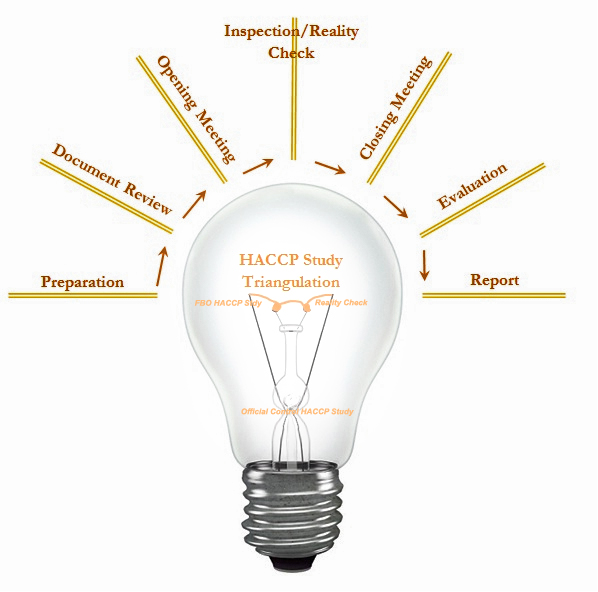 Inspection/Reality
Check
Opening Meeting
Closing Meeting
Document Review
Evaluation
Preparation
Report
HACCP Study
Triangulation
FBO HACCP Sudy
Reality Check
Official Control HACCP Study